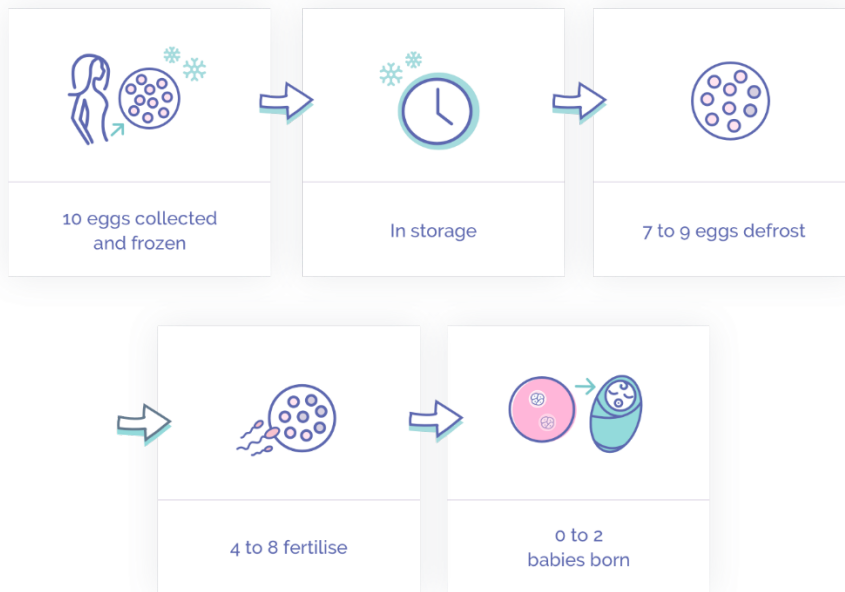 10 eggs collected
and frozen
In storage
7 to 9 eggs defrost
4 to 8 fertilise
0 to 2
babies born